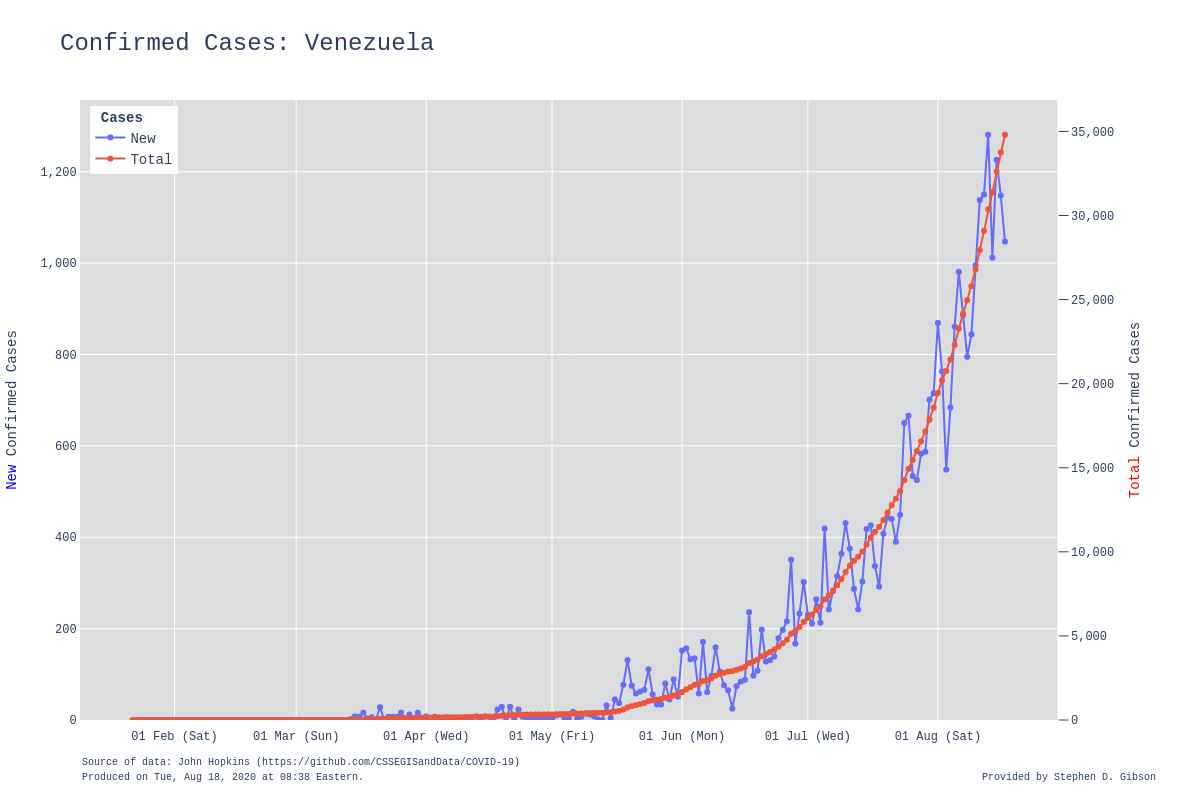 Confirmed Cases: Venezuela
Cases
New
Total
1,200
1,000
800
600
400
200
0
35,000
30,000
25,000
20,000
15,000
10,000
5,000
0
New Confirmed Cases
Total Confirmed Cases
01 Feb (Sat)
01 Mar (Sun)
01 Apr (Wed)
01 May (Fri)
01 Jun (Mon)
01 Jul (Wed)
01 Aug (Sat)
Source of data: John Hopkins (https://github.com/CSSEGISandData/COVID-19)
Produced on Tue, Aug 18, 2020 at 08:38 Eastern.
Provided by Stephen D. Gibson